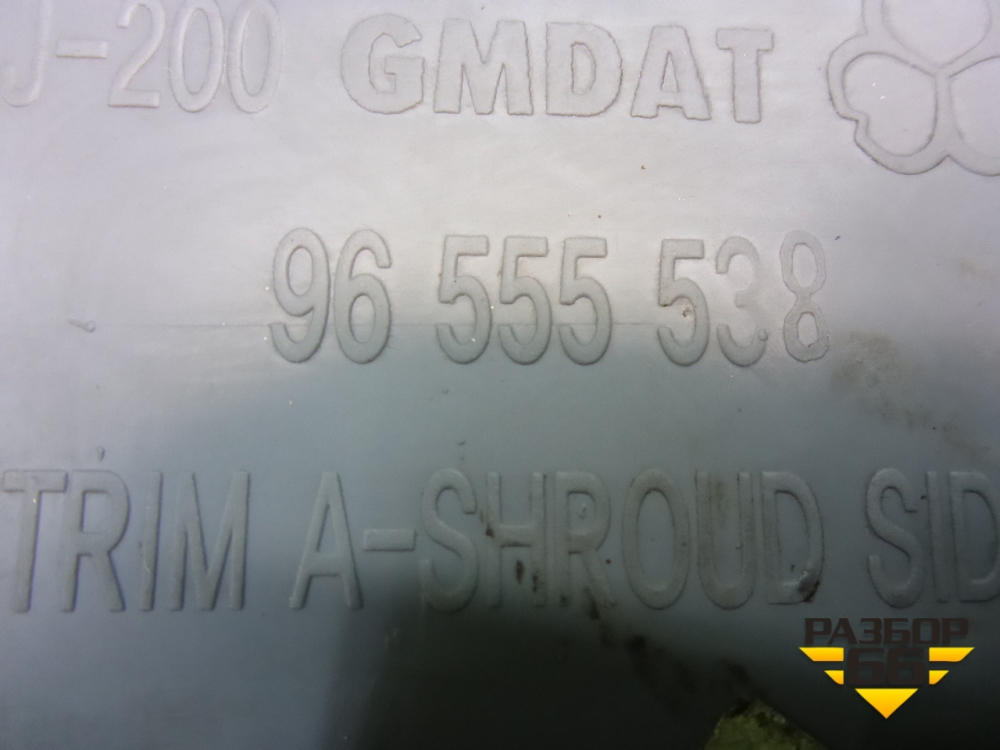 J-200 GMDAT
96 555 538
TRIM A-SHROUD SID
РАЗБОР
66